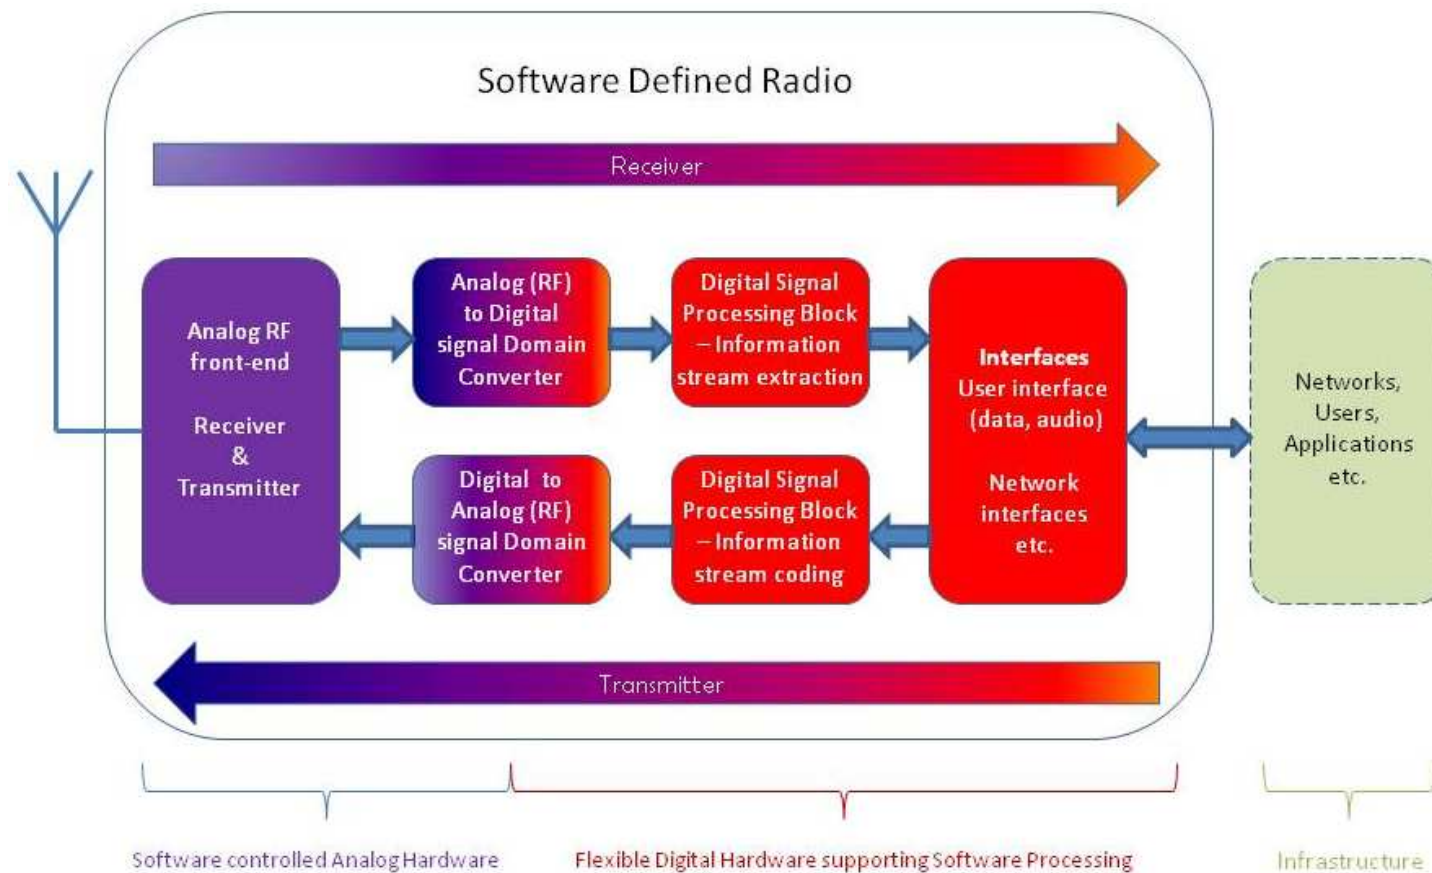 Software Defined Radio
Receiver
Analog RF
front-end
Receiver
&
Transmitter
Analog (RF)
to Digital
signal Domain
Converter
Digital Signal
Processing Block
– Information
stream extraction
Digital to
Analog (RF)
signal Domain
Converter
Digital Signal
Processing Block
– Information
stream coding
Interfaces
User interface
(data, audio)
Network
interfaces
etc.
Networks,
Users,
Applications
etc.
Transmitter
Software controlled Analog Hardware
Flexible Digital Hardware supporting Software Processing
Infrastructure